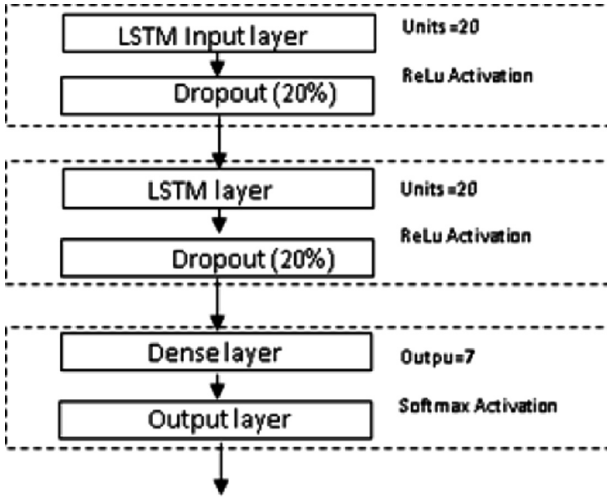 LSTM Input layer
Units=20
ReLu Activation
Dropout (20%)
LSTM layer
Units=20
ReLu Activation
Dropout (20%)
Dense layer
Outpu=7
Softmax Activation
Output layer